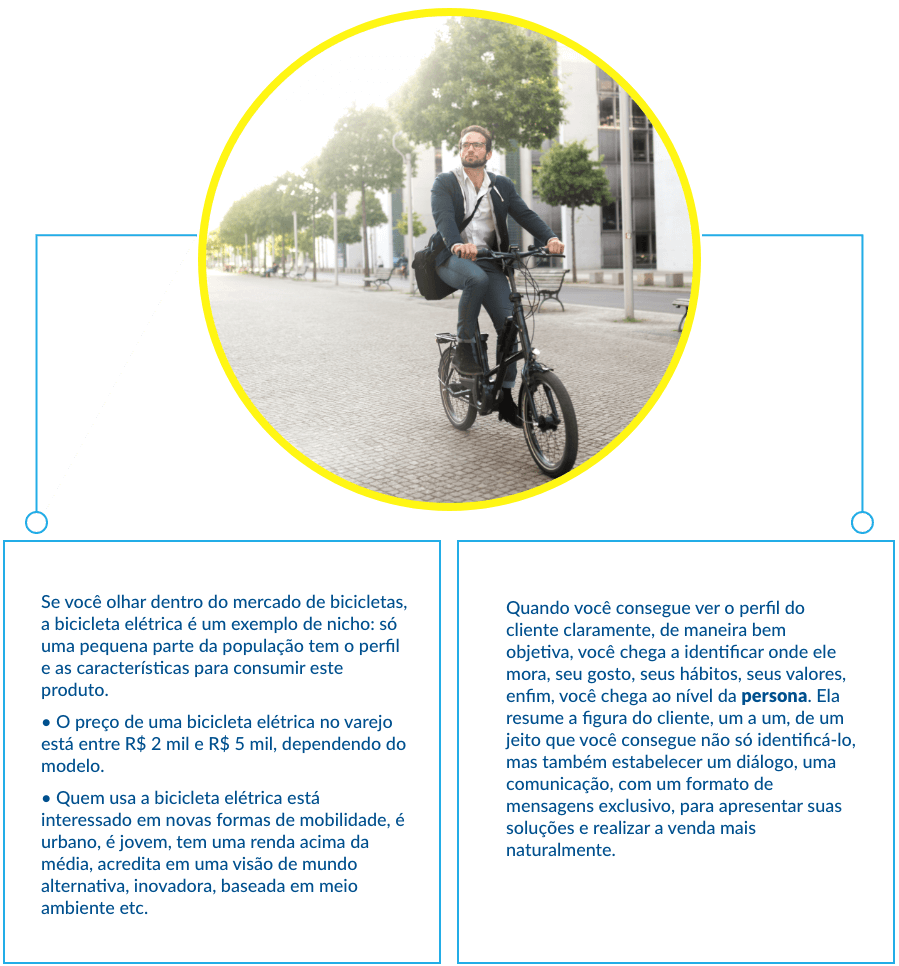 Se você olhar dentro do mercado de bicicletas,
a bicicleta elétrica é um exemplo de nicho: só
uma pequena parte da população tem o perfil
e as características para consumir este
produto.
• O preço de uma bicicleta elétrica no varejo
está entre R$ 2 mil e R$ 5 mil, dependendo do
modelo.
• Quem usa a bicicleta elétrica está
interessado em novas formas de mobilidade, é
urbano, é jovem, tem uma renda acima da
média, acredita em uma visão de mundo
alternativa, inovadora, baseada em meio
ambiente etc.
Quando você consegue ver o perfil do
cliente claramente, de maneira bem
objetiva, você chega a identificar onde ele
mora, seu gosto, seus hábitos, seus valores,
enfim, você chega ao nível da persona. Ela
resume a figura do cliente, um a um, de um
jeito que você consegue não só identificá-lo,
mas também estabelecer um diálogo, uma
comunicação, com um formato de
mensagens exclusivo, para apresentar suas
soluções e realizar a venda mais
naturalmente.